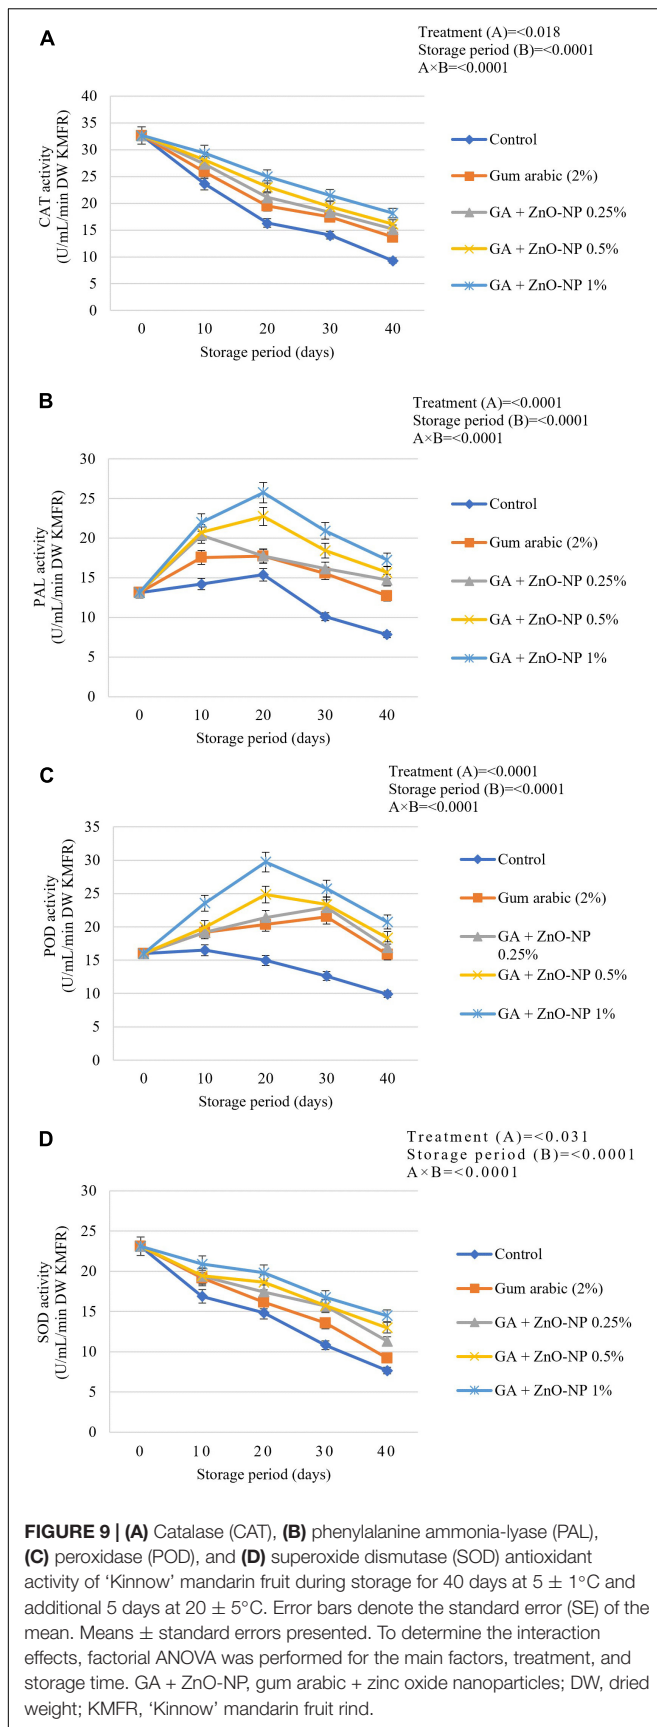 A
Treatment (A)=<0.018
Storage period (B)=<0.0001
A×B=<0.0001
40
35
30
25
20
15
10
5
0
CAT activity
(U/mL/min DW KMFR)
0 10 20 30 40
Storage period (days)
Control
Gum arabic (2%)
GA + ZnO-NP 0.25%
GA + ZnO-NP 0.5%
GA + ZnO-NP 1%
B
Treatment (A)=<0.0001
Storage period (B)=<0.0001
A×B=<0.0001
30
25
20
15
10
5
0
PAL activity
(U/mL/min DW KMFR)
0 10 20 30 40
Storage period (days)
Control
Gum arabic (2%)
GA + ZnO-NP 0.25%
GA + ZnO-NP 0.5%
GA + ZnO-NP 1%
C
Treatment (A)=<0.0001
Storage period (B)=<0.0001
A×B=<0.0001
35
30
25
20
15
10
5
0
POD activity
(U/mL/min DW KMFR)
0 10 20 30 40
Storage period (days)
Control
Gum arabic (2%)
GA + ZnO-NP
0.25%
GA + ZnO-NP 0.5%
GA + ZnO-NP 1%
D
Treatment (A)=<0.031
Storage period (B)=<0.0001
A×B=<0.0001
30
25
20
15
10
5
0
SOD activity
(U/mL/min DW KMFR)
0 10 20 30 40
Storage period (days)
Control
Gum arabic (2%)
GA + ZnO-NP 0.25%
GA + ZnO-NP 0.5%
GA + ZnO-NP 1%
FIGURE 9 | (A) Catalase (CAT), (B) phenylalanine ammonia-lyase (PAL),
(C) peroxidase (POD), and (D) superoxide dismutase (SOD) antioxidant
activity of ‘Kinnow’ mandarin fruit during storage for 40 days at 5 ± 1°C and
additional 5 days at 20 ± 5°C. Error bars denote the standard error (SE) of the
mean. Means ± standard errors presented. To determine the interaction
effects, factorial ANOVA was performed for the main factors, treatment, and
storage time. GA + ZnO-NP, gum arabic + zinc oxide nanoparticles; DW, dried
weight; KMFR, ‘Kinnow’ mandarin fruit rind.